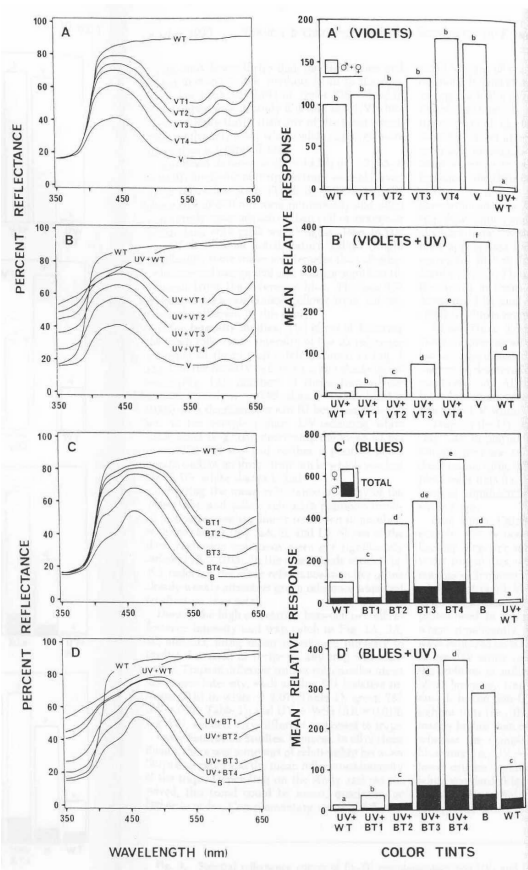 A
100
80
60
40
20
0
WT
VT1
VT2
VT3
VT4
V
350
450
550
650
A' (VIOLETS)
♂+♀
200
150
100
50
0
b
b
b
b
b
b
a
WT VT1 VT2 VT3 VT4 V UV+
WT
B
100
80
60
40
20
0
WT
UV+WT
UV+VT1
UV+VT2
UV+VT3
UV+VT4
V
350
450
550
650
B' (VIOLETS+UV)
400
300
200
100
0
a
b
c
d
e
f
d
UV+ UV+ UV+ UV+ UV+ V WT
WT VT1 VT2 VT3 VT4
PERCENT REFLECTANCE
MEAN RELATIVE RESPONSE
C
100
80
60
40
20
0
WT
BT1
BT2
BT3
BT4
B
350
450
550
650
C' (BLUES)
♀
♂
TOTAL
800
600
400
200
0
b
c
d
de
e
d
a
WT BT1 BT2 BT3 BT4 B UV+
WT
D
100
80
60
40
20
0
WT
UV+WT
UV+BT1
UV+BT2
UV+BT3
UV+BT4
B
350
450
550
650
D' (BLUES+UV)
400
300
200
100
0
a
b
c
d
d
d
c
UV+ UV+ UV+ UV+ UV+ B WT
WT BT1 BT2 BT3 BT4
PERCENT REFLECTANCE
MEAN RELATIVE RESPONSE
WAVELENGTH (nm)
COLOR TINTS